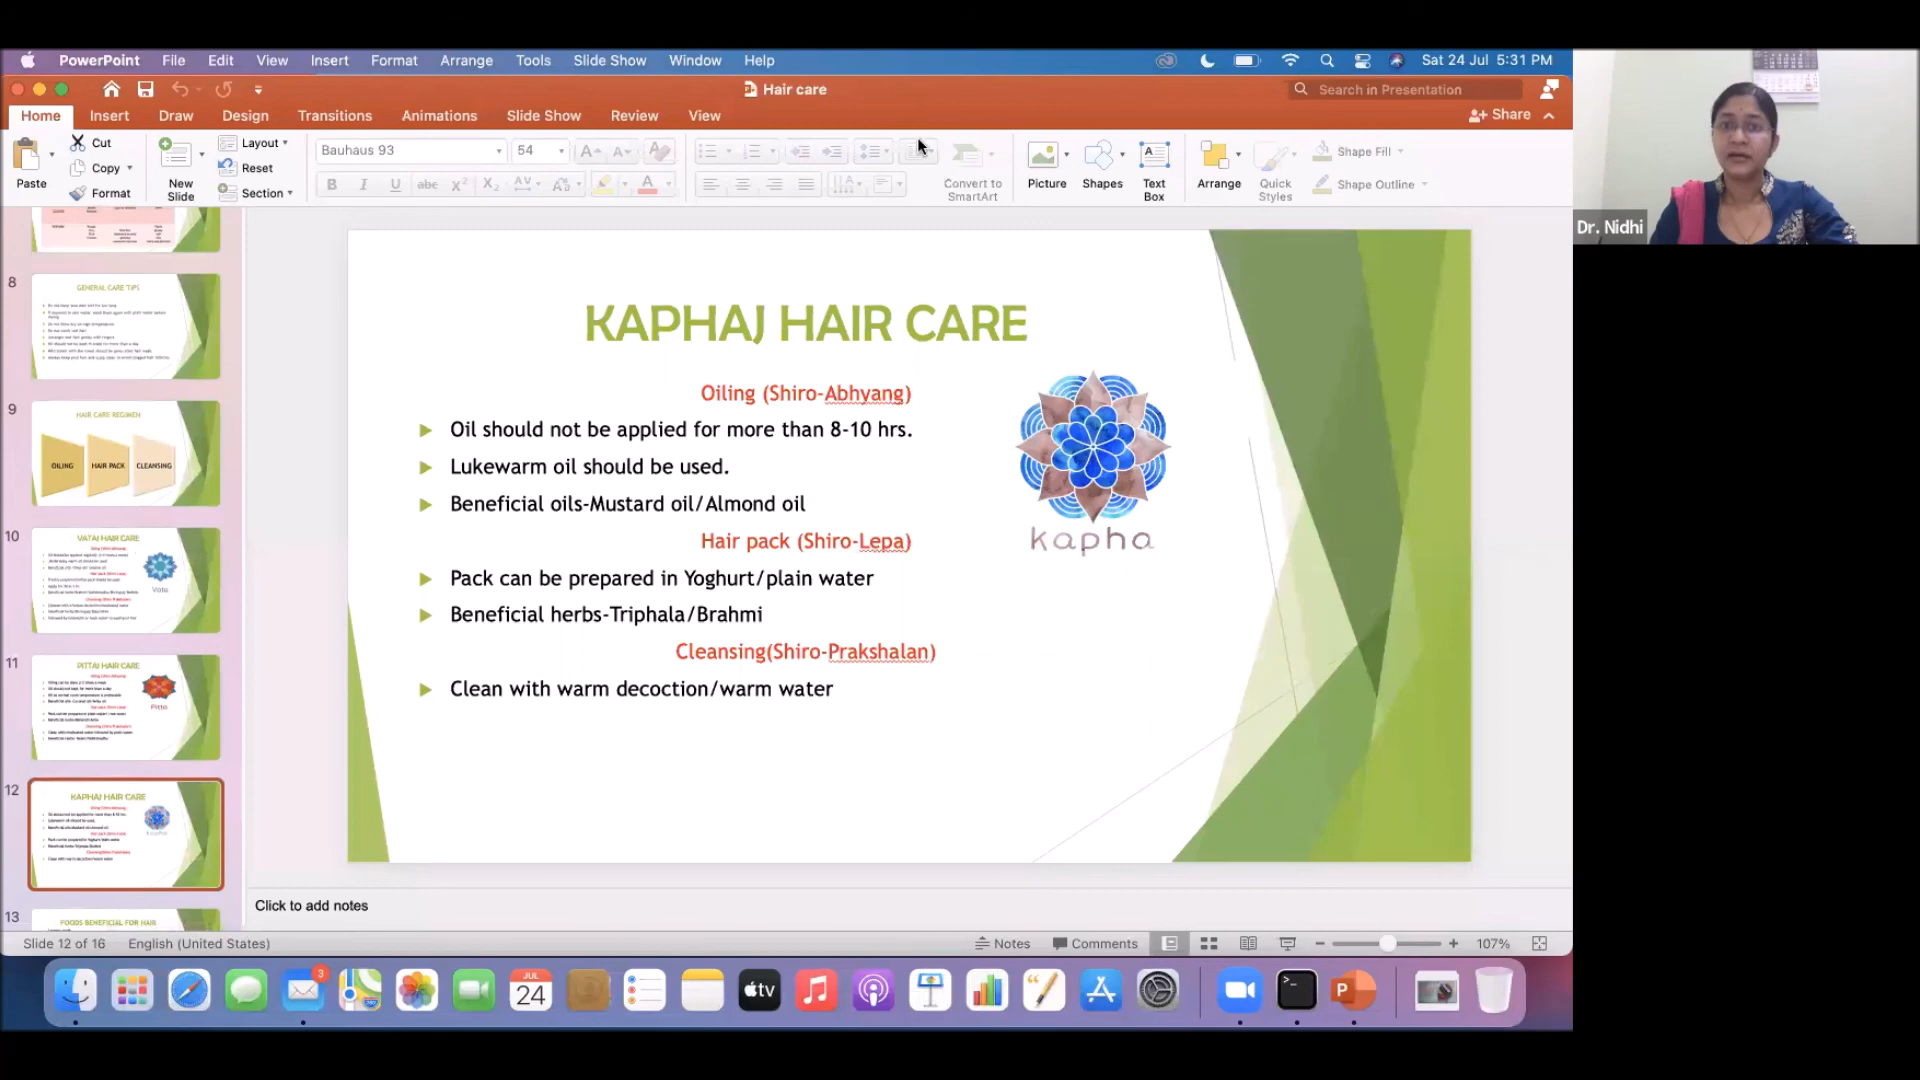 PowerPoint File Edit View Insert Format Arrange Tools Slide Show Window Help Sat 24 Jul 5:31 PM
Hair care
Search in Presentation
Home Insert Draw Design Transitions Animations Slide Show Review View Share
Paste
Cut
Copy
Format
New
Slide
Layout
Reset
Section
Bauhaus 93 54
Convert to
SmartArt
Picture
Shapes
Text
Box
Arrange
Quick
Styles
Shape Fill
Shape Outline
Dr. Nidhi
8
GENERAL CARE TIPS
9
HAIR CARE REGIMEN
OILING HAIR PACK CLEANSING
10
VATAJ HAIR CARE
Vata
11
PITTAJ HAIR CARE
Pitta
12
KAPHAJ HAIR CARE
13
FOODS BENEFICIAL FOR HAIR
KAPHAJ HAIR CARE
Oiling (Shiro-Abhyang)
Oil should not be applied for more than 8-10 hrs.
Lukewarm oil should be used.
Beneficial oils-Mustard oil/Almond oil
Hair pack (Shiro-Lepa)
Pack can be prepared in Yoghurt/plain water
Beneficial herbs-Triphala/Brahmi
Cleansing(Shiro-Prakshalan)
Clean with warm decoction/warm water
kapha
Click to add notes
Slide 12 of 16 English (United States) Notes Comments 107%
3
JUL
24
tv